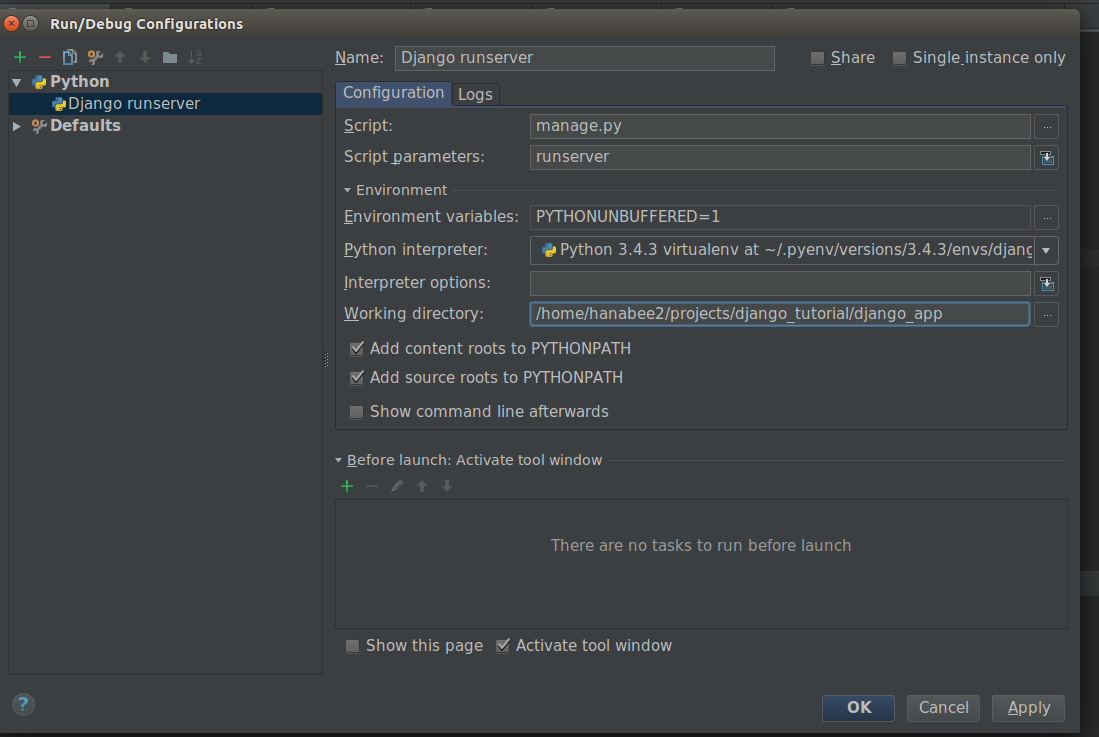 Run/Debug Configurations
Name: Django runserver Share Single instance only
Python
Django runserver
Defaults
Configuration Logs
Script: manage.py ...
Script parameters: runserver
Environment
Environment variables: PYTHONUNBUFFERED=1 ...
Python interpreter: Python 3.4.3 virtualenv at ~/.pyenv/versions/3.4.3/envs/djang
Interpreter options:
Working directory: /home/hanabee2/projects/django_tutorial/django_app ...
Add content roots to PYTHONPATH
Add source roots to PYTHONPATH
Show command line afterwards
Before launch: Activate tool window
There are no tasks to run before launch
Show this page Activate tool window
? OK Cancel Apply